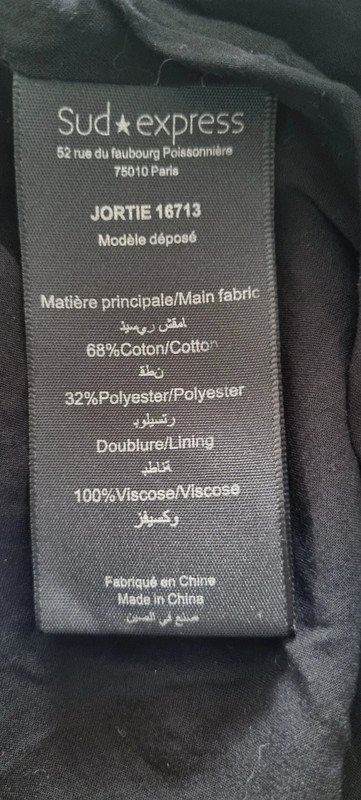 Sud★express
52 rue du faubourg Poissonnière
75010 Paris
JORTIE 16713
Modèle déposé
Matière principale/Main fabric
68%Coton/Cotton
32%Polyester/Polyester
Doublure/Lining
100%Viscose/Viscose
Fabriqué en Chine
Made in China
صنع في الصين